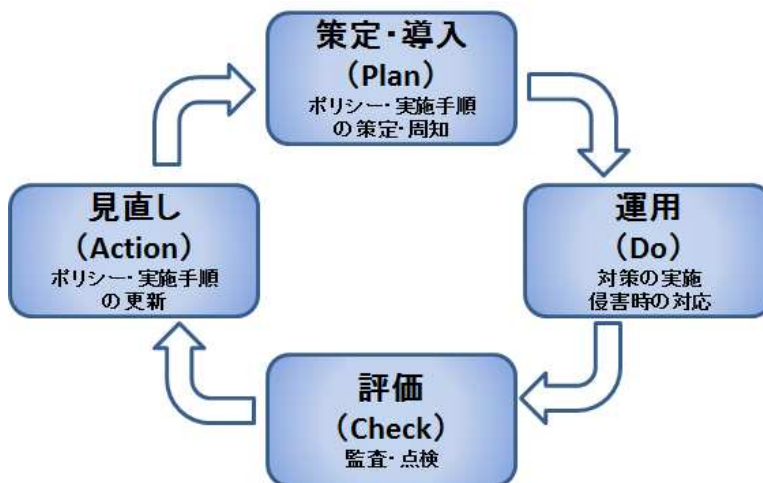 策定・導入
（Plan）
ポリシー・実施手順
の策定・周知
運用
（Do）
対策の実施
侵害時の対応
評価
（Check）
監査・点検
見直し
（Action）
ポリシー・実施手順
の更新